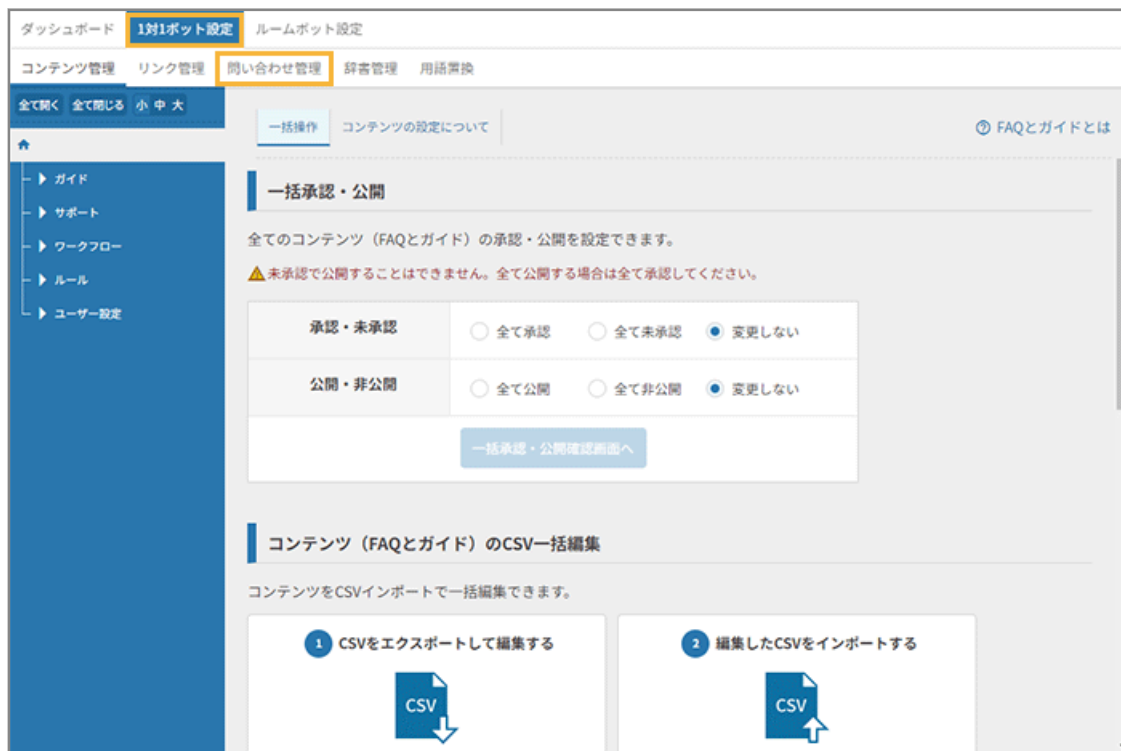 ダッシュボード 1対1ボット設定 ルームボット設定
コンテンツ管理 リンク管理 問い合わせ管理 辞書管理 用語置換
全て開く 全て閉じる 小 中 大
一括操作 コンテンツの設定について
FAQとガイドとは
ガイド
サポート
ワークフロー
ルール
ユーザー設定
一括承認・公開
全てのコンテンツ（FAQとガイド）の承認・公開を設定できます。
未承認で公開することはできません。全て公開する場合は全て承認してください。
承認・未承認 全て承認 全て未承認 変更しない
公開・非公開 全て公開 全て非公開 変更しない
一括承認・公開確認画面へ
コンテンツ（FAQとガイド）のCSV一括編集
コンテンツをCSVインポートで一括編集できます。
1 CSVをエクスポートして編集する
CSV
2 編集したCSVをインポートする
CSV